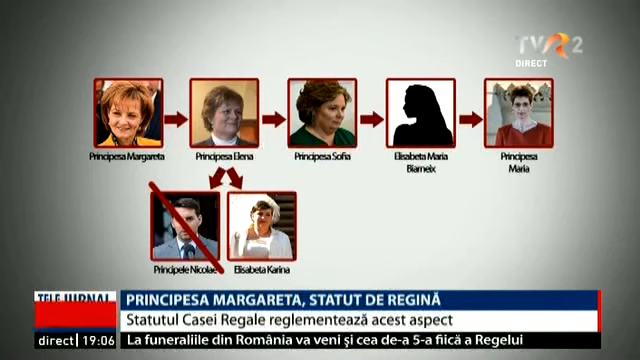 TVR2
DIRECT
Principesa Margareta
Principesa Elena
Principesa Sofia
Elisabeta Maria
Biarneix
Principesa
Maria
Principele Nicolae
Elisabeta Karina
TELEJURNAL
PRINCIPESA MARGARETA, STATUT DE REGINĂ
Statutul Casei Regale reglementează acest aspect
direct 19:06 La funeraliile din România va veni şi cea de-a 5-a fiică a Regelui